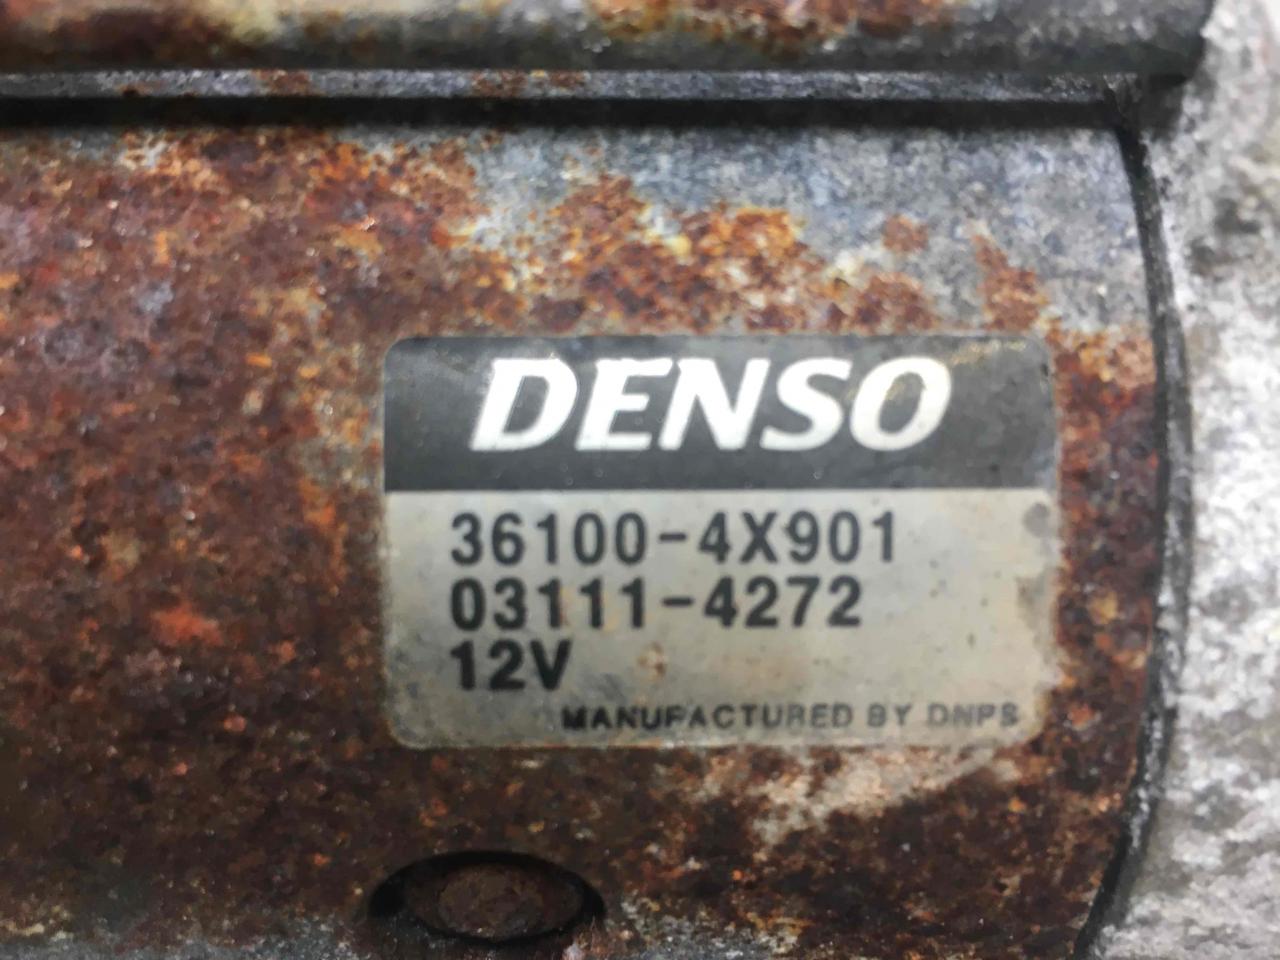 DENSO
36100-4X901
03111-4272
12V
MANUFACTURED BY DNPS